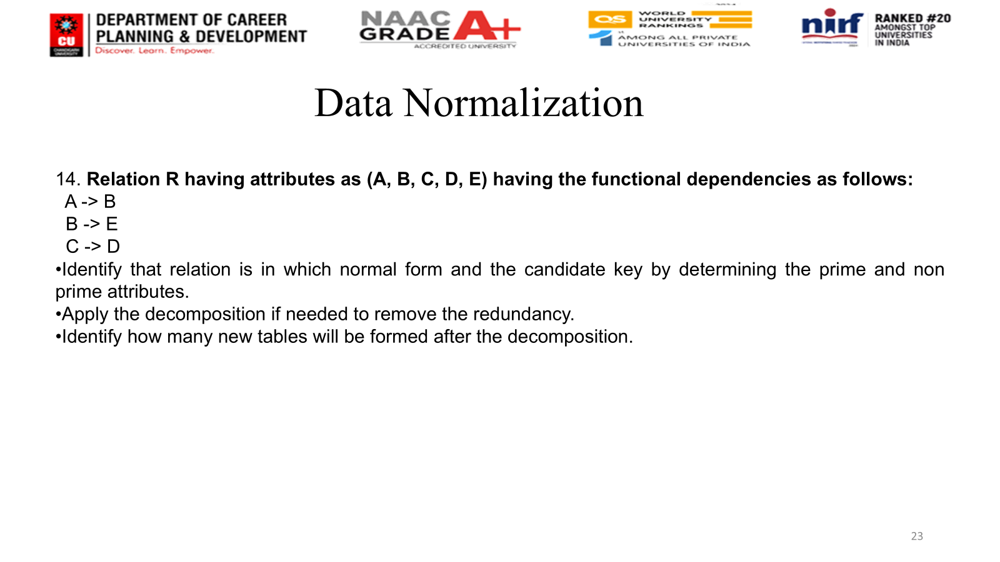 DEPARTMENT OF CAREER
PLANNING & DEVELOPMENT
Discover. Learn. Empower.
CU
CHANDIGARH
UNIVERSITY
NAAC
GRADE A+
ACCREDITED UNIVERSITY
QS WORLD
UNIVERSITY
RANKINGS
1st AMONG ALL PRIVATE
UNIVERSITIES OF INDIA
nirf
RANKED #20
AMONGST TOP
UNIVERSITIES
IN INDIA
Data Normalization
14. Relation R having attributes as (A, B, C, D, E) having the functional dependencies as follows:
A -> B
B -> E
C -> D
•Identify that relation is in which normal form and the candidate key by determining the prime and non
prime attributes.
•Apply the decomposition if needed to remove the redundancy.
•Identify how many new tables will be formed after the decomposition.
23